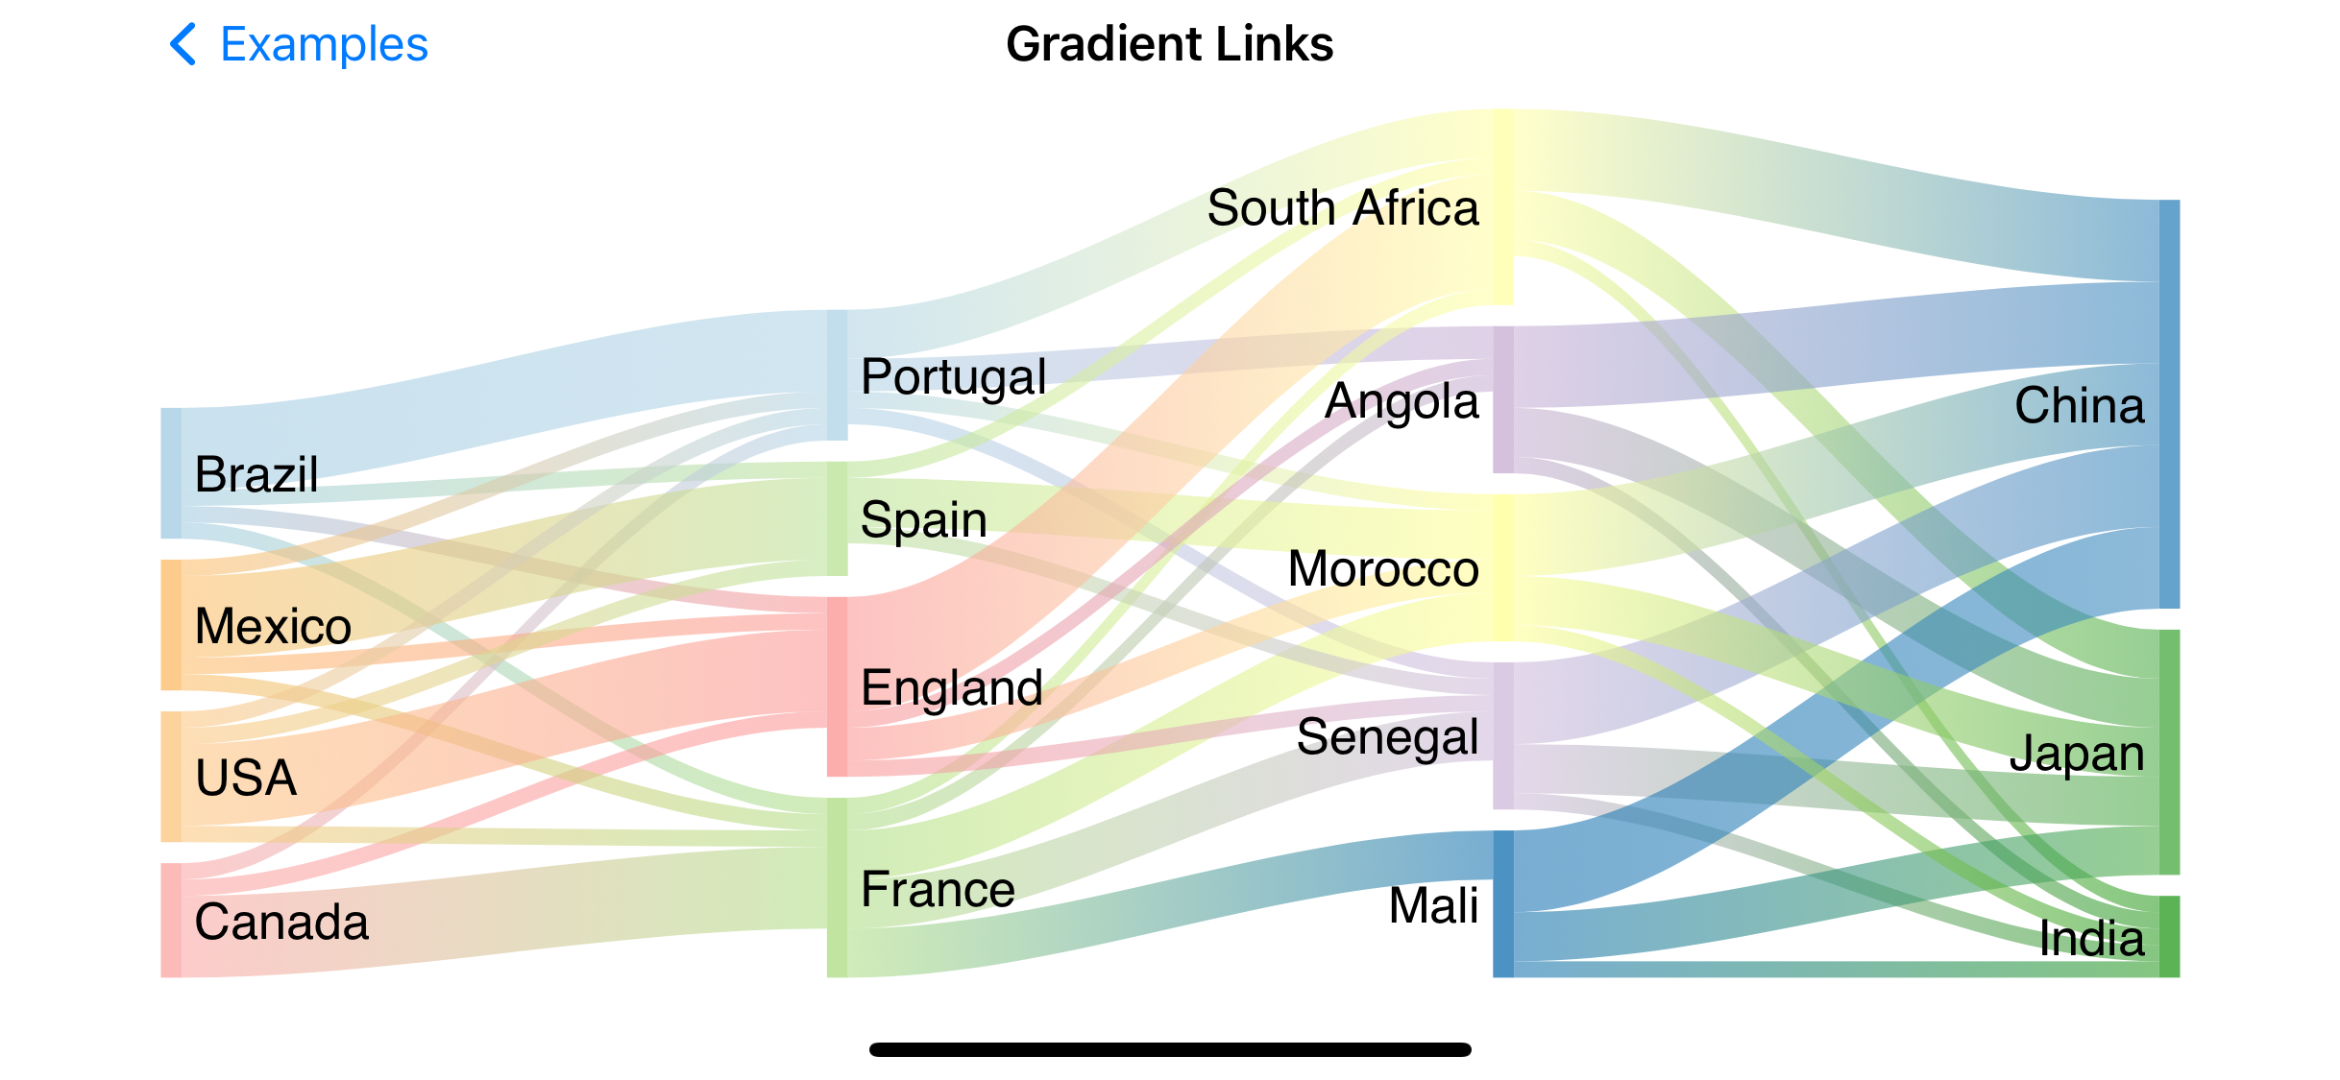 Examples
Gradient Links
Brazil
Mexico
USA
Canada
Portugal
Spain
England
France
South Africa
Angola
Morocco
Senegal
Mali
China
Japan
India